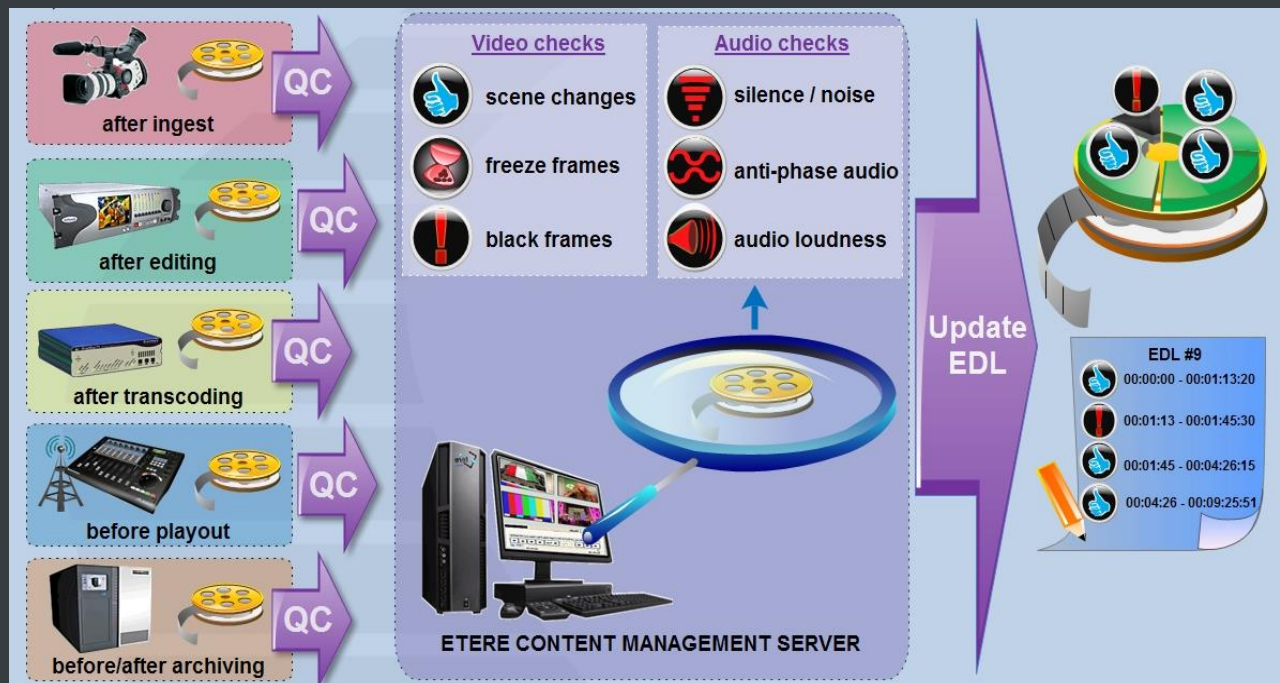 after ingest
QC
after editing
QC
after transcoding
QC
before playout
QC
before/after archiving
QC
Video checks
scene changes
freeze frames
black frames
Audio checks
silence / noise
anti-phase audio
audio loudness
ETERE CONTENT MANAGEMENT SERVER
Update
EDL
EDL #9
00:00:00 - 00:01:13:20
00:01:13 - 00:01:45:30
00:01:45 - 00:04:26:15
00:04:26 - 00:09:25:51